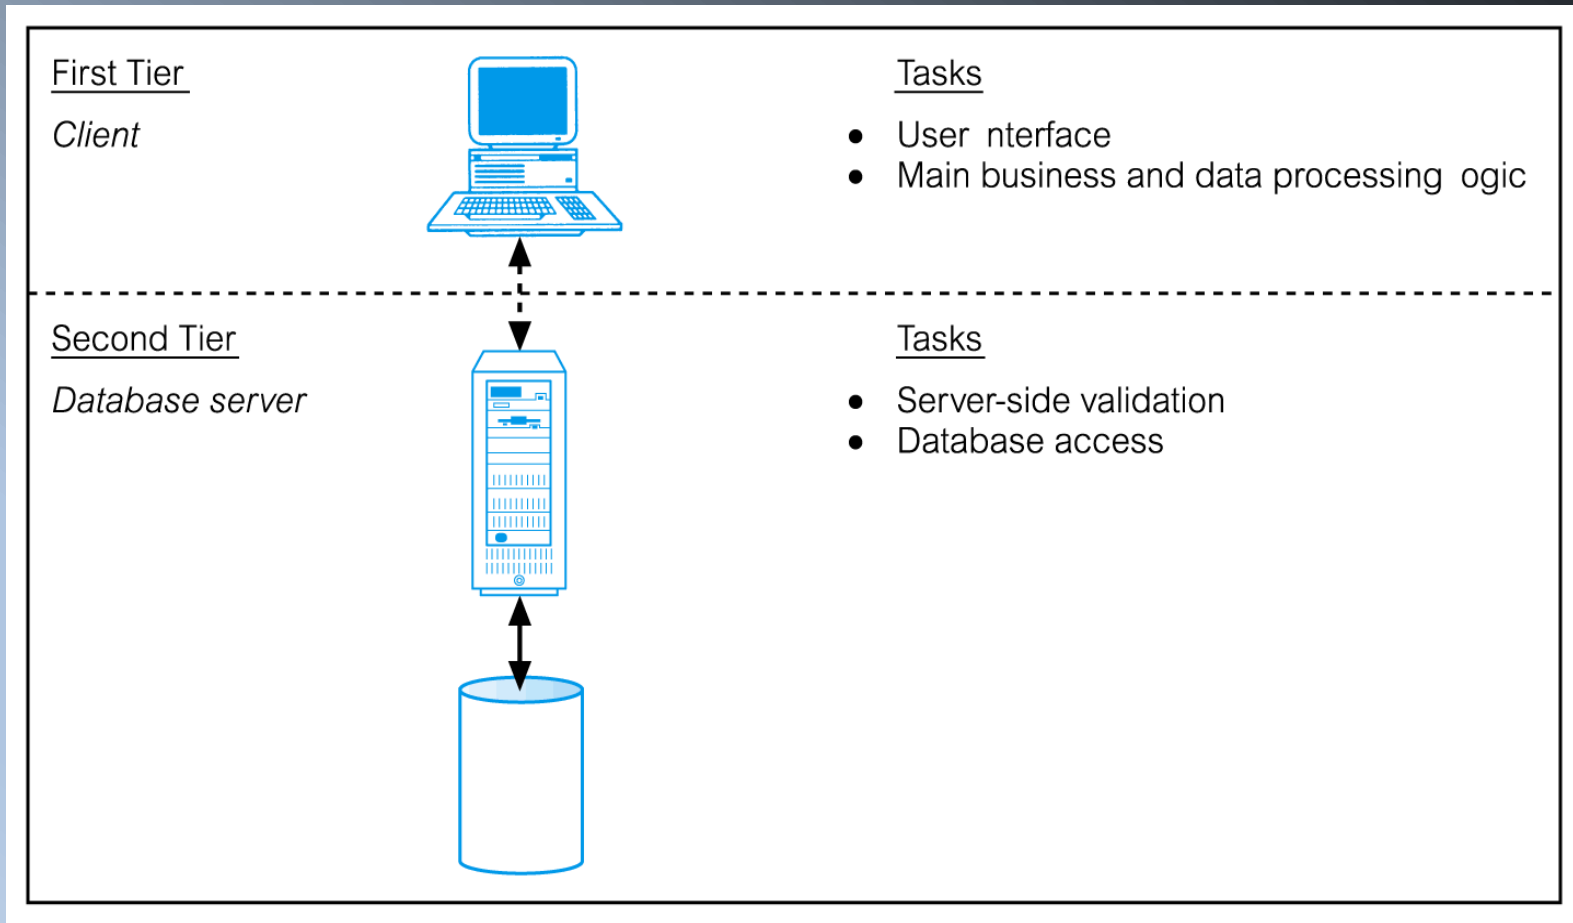 First Tier
Client
Tasks
• User nterface
• Main business and data processing ogic
Second Tier
Database server
Tasks
• Server-side validation
• Database access